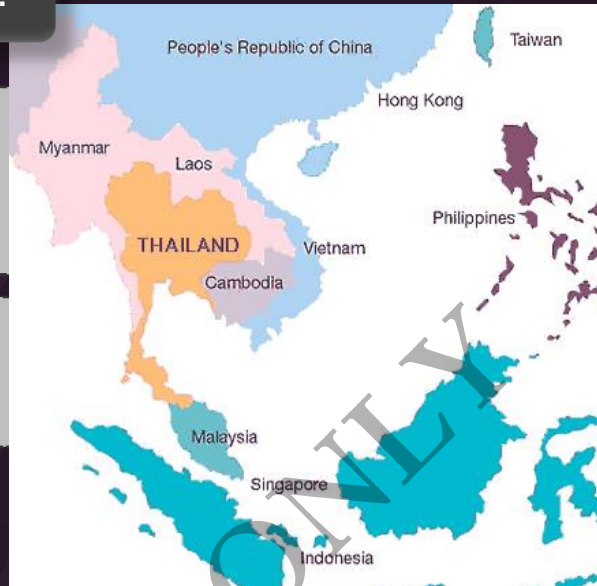 People's Republic of China
Taiwan
Hong Kong
Myanmar
Laos
Philippines
THAILAND
Vietnam
Cambodia
Malaysia
Singapore
Indonesia
ONLY